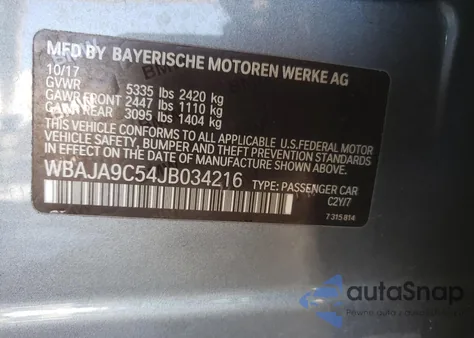 MFD BY BAYERISCHE MOTOREN WERKE AG
10/17
GVWR 5335 lbs 2420 kg
GAWR FRONT 2447 lbs 1110 kg
GAWR REAR 3095 lbs 1404 kg
THIS VEHICLE CONFORMS TO ALL APPLICABLE U.S.FEDERAL MOTOR
VEHICLE SAFETY, BUMPER, AND THEFT PREVENTION STANDARDS
IN EFFECT ON THE DATE OF MANUFACTURE SHOWN ABOVE.
WBAJA9C54JB034216 TYPE: PASSENGER CAR
C2Y/7
7 315 814
autoSnap
Pewne auta z